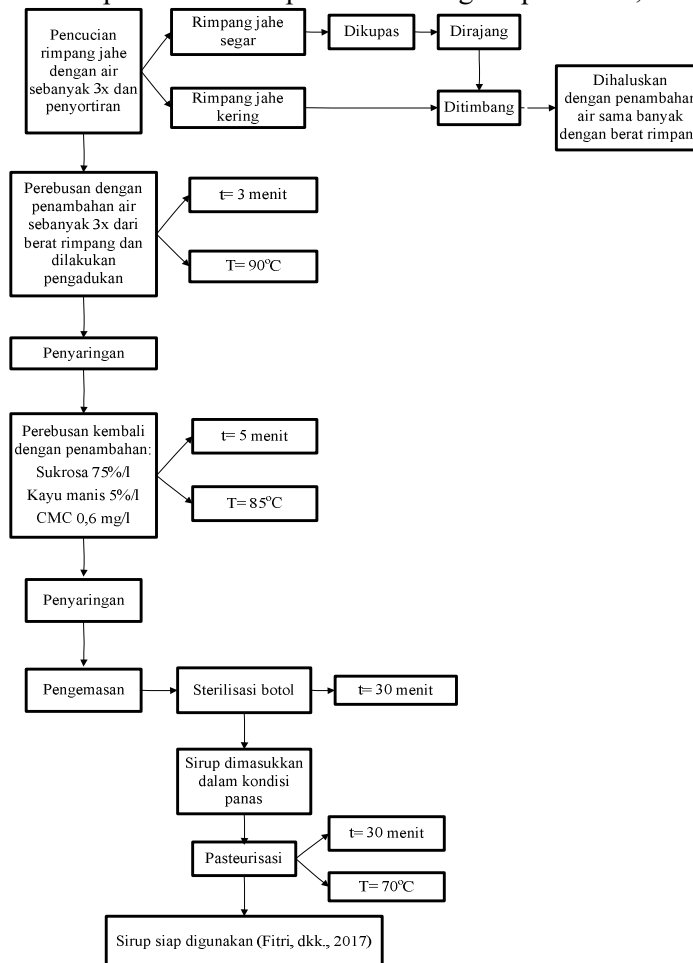 Pencucian
rimpang jahe
dengan air
sebanyak 3x dan
penyortiran
Rimpang jahe
segar
Dikupas
Dirajang
Rimpang jahe
kering
Ditimbang
Dihaluskan
dengan penambahan
air sama banyak
dengan berat rimpan
Perebusan dengan
penambahan air
sebanyak 3x dari
berat rimpang dan
dilakukan
pengadukan
t= 3 menit
T= 90°C
Penyaringan
Perebusan kembali
dengan penambahan:
Sukrosa 75%/l
Kayu manis 5%/l
CMC 0,6 mg/l
t= 5 menit
T= 85°C
Penyaringan
Pengemasan
Sterilisasi botol
t= 30 menit
Sirup dimasukkan
dalam kondisi
panas
Pasteurisasi
t= 30 menit
T= 70°C
Sirup siap digunakan (Fitri, dkk., 2017)